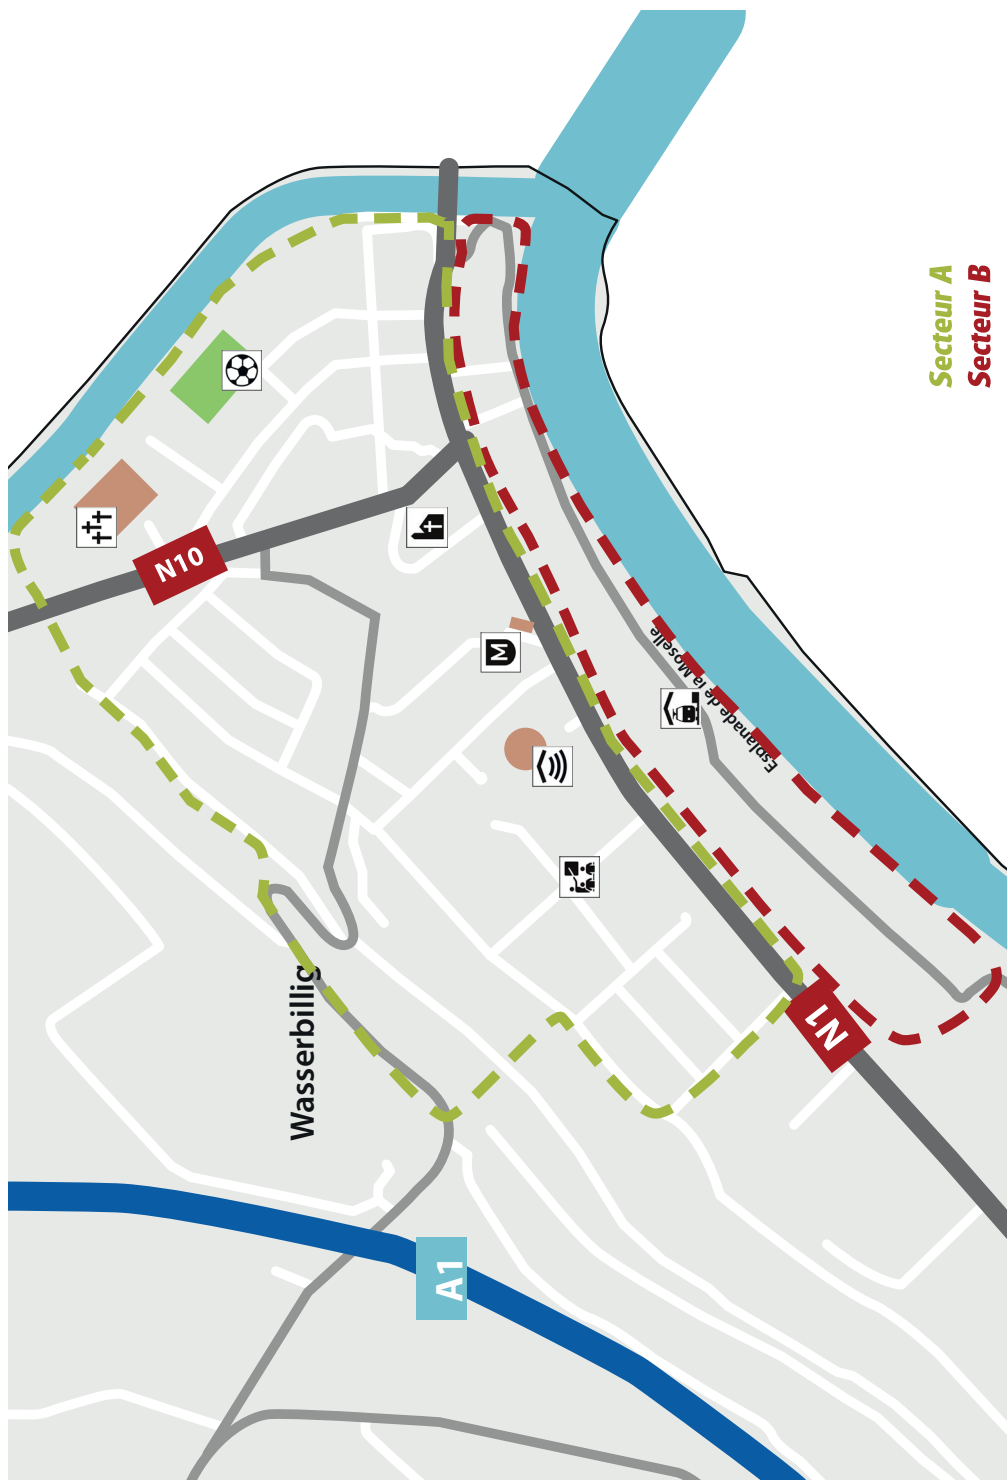 Secteur A
Secteur B
N10
M
Esplanade de la Moselle
Wasserbillig
N1
A1